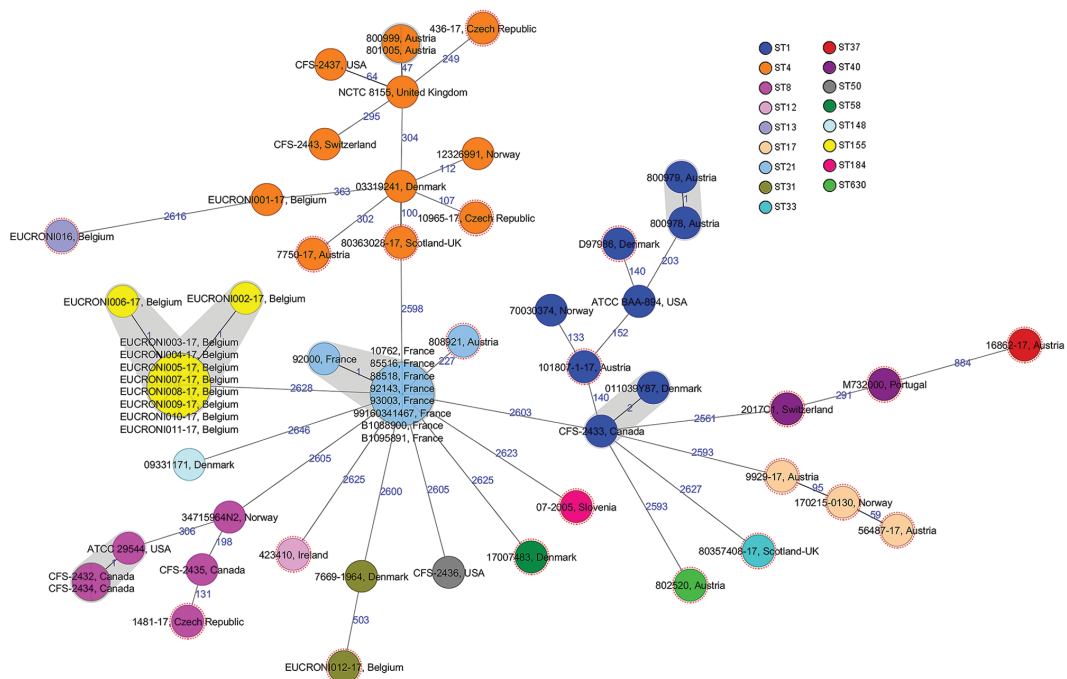 436-17, Czech Republic
800999, Austria
801005, Austria
249
47
CFS-2437, USA
64
NCTC 8155, United Kingdom
295
304
CFS-2443, Switzerland
12326991, Norway
112
03319241, Denmark
363
EUCRONI001-17, Belgium
107
100
302
10965-17, Czech Republic
2616
EUCRONI016, Belgium
80363028-17, Scotland-UK
7750-17, Austria
2598
ST1
ST4
ST8
ST12
ST13
ST17
ST21
ST31
ST33
ST37
ST40
ST50
ST58
ST148
ST155
ST184
ST630
800979, Austria
1
800978, Austria
D97986, Denmark
203
140
ATCC BAA-894, USA
70030374, Norway
152
133
101807-1-17, Austria
140
011039Y87, Denmark
2
CFS-2433, Canada
16862-17, Austria
884
M732000, Portugal
291
2017C1, Switzerland
2561
2603
2593
9929-17, Austria
95
170215-0130, Norway
59
56487-17, Austria
2627
2593
80357408-17, Scotland-UK
802520, Austria
EUCRONI006-17, Belgium
EUCRONI002-17, Belgium
1
1
EUCRONI003-17, Belgium
EUCRONI004-17, Belgium
EUCRONI005-17, Belgium
EUCRONI007-17, Belgium
EUCRONI008-17, Belgium
EUCRONI009-17, Belgium
EUCRONI010-17, Belgium
EUCRONI011-17, Belgium
2628
92000, France
1
808921, Austria
227
10762, France
85516, France
88518, France
92143, France
93003, France
99160341467, France
B1088900, France
B1095891, France
2646
09331171, Denmark
2605
2625
2600
2605
2625
2623
07-2005, Slovenia
34715964N2, Norway
306
198
ATCC 29544, USA
1
CFS-2432, Canada
CFS-2434, Canada
CFS-2435, Canada
131
1481-17, Czech Republic
423410, Ireland
7669-1964, Denmark
503
EUCRONI012-17, Belgium
CFS-2436, USA
17007483, Denmark